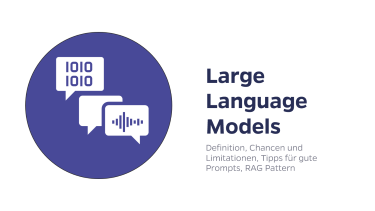 1010
1010
Large
Language
Models
Definition, Chancen und
Limitationen, Tipps für gute
Prompts, RAG Pattern